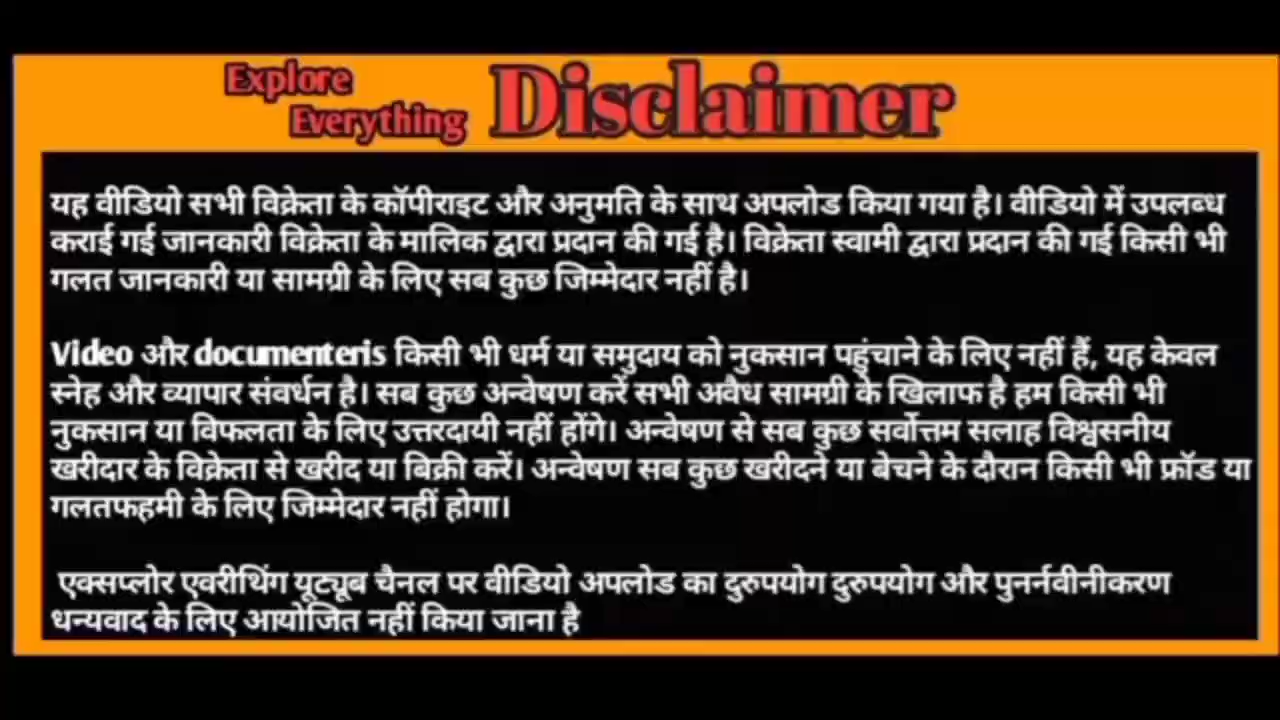 Explore
Everything
Disclaimer
यह वीडियो सभी विक्रेता के कॉपीराइट और अनुमति के साथ अपलोड किया गया है। वीडियो में उपलब्ध
कराई गई जानकारी विक्रेता के मालिक द्वारा प्रदान की गई है। विक्रेता स्वामी द्वारा प्रदान की गई किसी भी
गलत जानकारी या सामग्री के लिए सब कुछ जिम्मेदार नहीं है।
Video और documenteris किसी भी धर्म या समुदाय को नुकसान पहुंचाने के लिए नहीं हैं, यह केवल
स्नेह और व्यापार संवर्धन है। सब कुछ अन्वेषण करें सभी अवैध सामग्री के खिलाफ है हम किसी भी
नुकसान या विफलता के लिए उत्तरदायी नहीं होंगे। अन्वेषण से सब कुछ सर्वोत्तम सलाह विश्वसनीय
खरीदार के विक्रेता से खरीद या बिक्री करें। अन्वेषण सब कुछ खरीदने या बेचने के दौरान किसी भी फ्रॉड या
गलतफहमी के लिए जिम्मेदार नहीं होगा।
एक्सप्लोर एवरीथिंग यूट्यूब चैनल पर वीडियो अपलोड का दुरुपयोग दुरुपयोग और पुनर्नवीनीकरण
धन्यवाद के लिए आयोजित नहीं किया जाना है